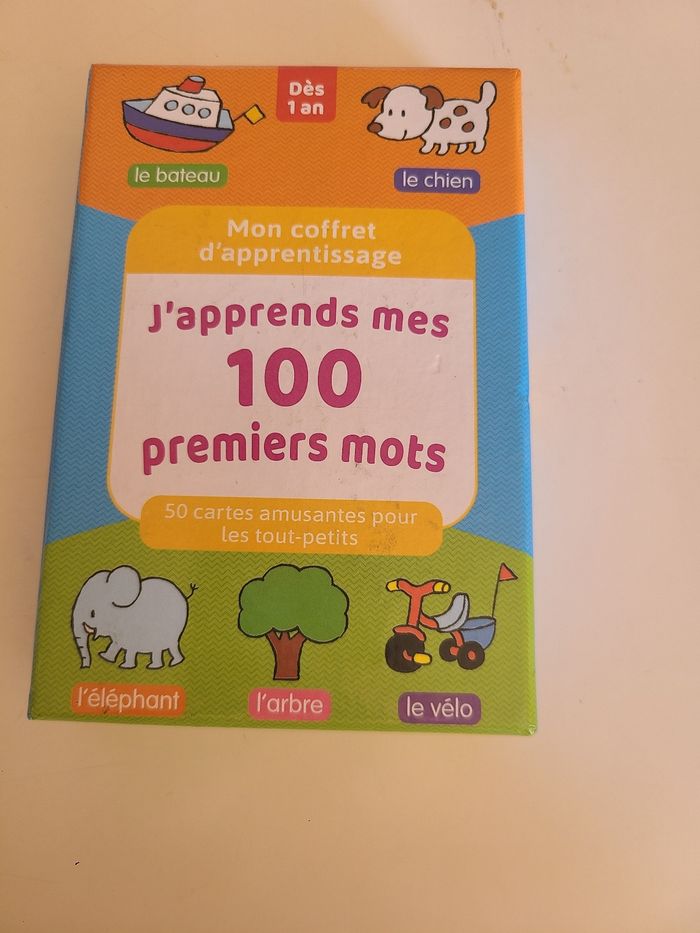 Dès
1 an
le bateau
le chien
Mon coffret
d'apprentissage
J'apprends mes
100
premiers mots
50 cartes amusantes pour
les tout-petits
l'éléphant
l'arbre
le vélo